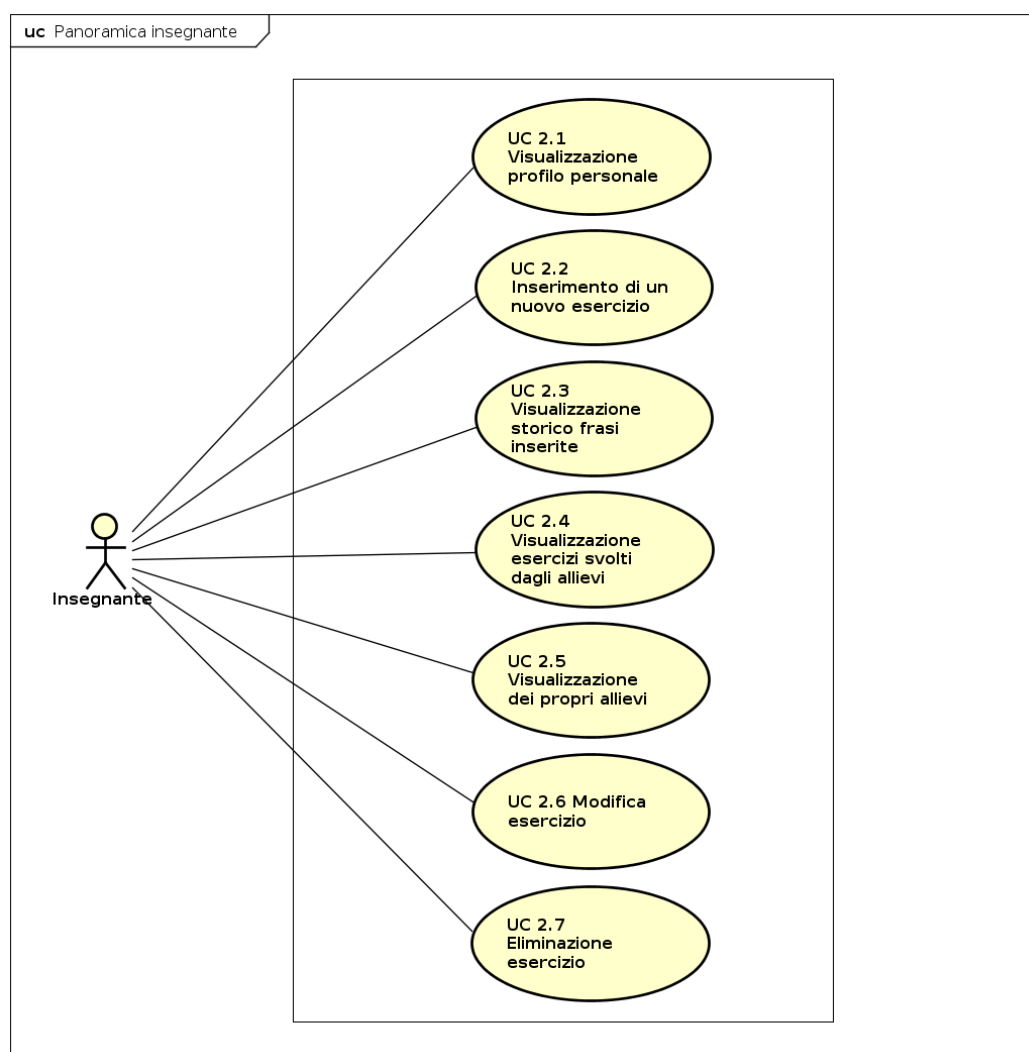 uc Panoramica insegnante
UC 2.1
Visualizzazione
profilo personale
UC 2.2
Inserimento di un
nuovo esercizio
UC 2.3
Visualizzazione
storico frasi
inserite
UC 2.4
Visualizzazione
esercizi svolti
dagli allievi
Insegnante
UC 2.5
Visualizzazione
dei propri allievi
UC 2.6 Modifica
esercizio
UC 2.7
Eliminazione
esercizio